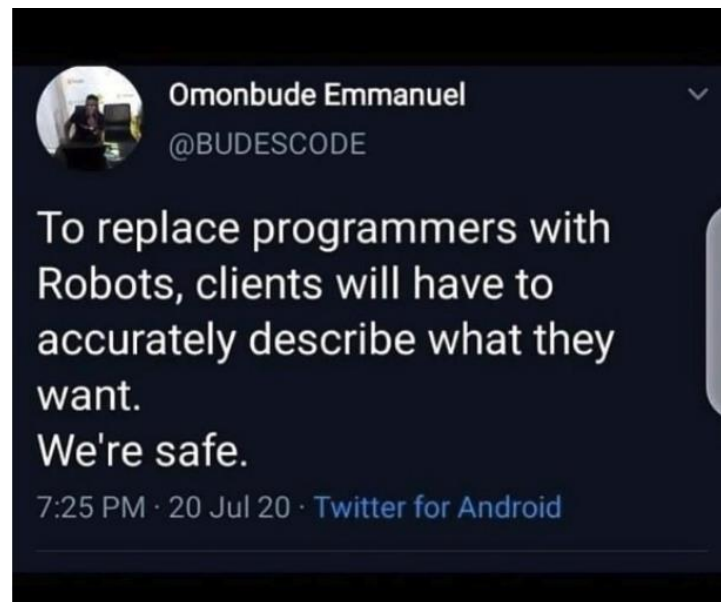 Omonbude Emmanuel
@BUDESCODE
To replace programmers with
Robots, clients will have to
accurately describe what they
want.
We're safe.
7:25 PM · 20 Jul 20 · Twitter for Android